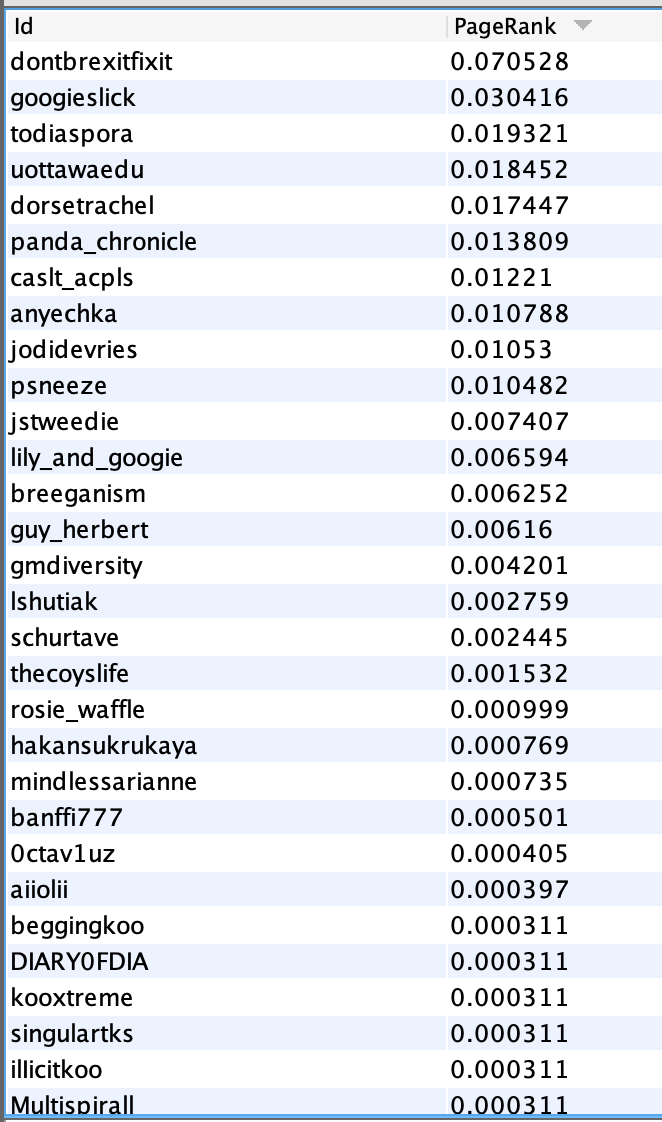 Id PageRank
dontbrexitfixit 0.070528
googieslick 0.030416
todiaspora 0.019321
uottawaedu 0.018452
dorsetrachel 0.017447
panda_chronicle 0.013809
caslt_acpls 0.01221
anyechka 0.010788
jodidevries 0.01053
psneeze 0.010482
jstweedie 0.007407
lily_and_googie 0.006594
breeganism 0.006252
guy_herbert 0.00616
gmdiversity 0.004201
lshutiak 0.002759
schurtave 0.002445
thecoyslife 0.001532
rosie_waffle 0.000999
hakansukrukaya 0.000769
mindlessarianne 0.000735
banffi777 0.000501
0ctav1uz 0.000405
aiiolii 0.000397
beggingkoo 0.000311
DIARY0FDIA 0.000311
kooxtreme 0.000311
singulartks 0.000311
illicitkoo 0.000311
Multispirall 0.000311